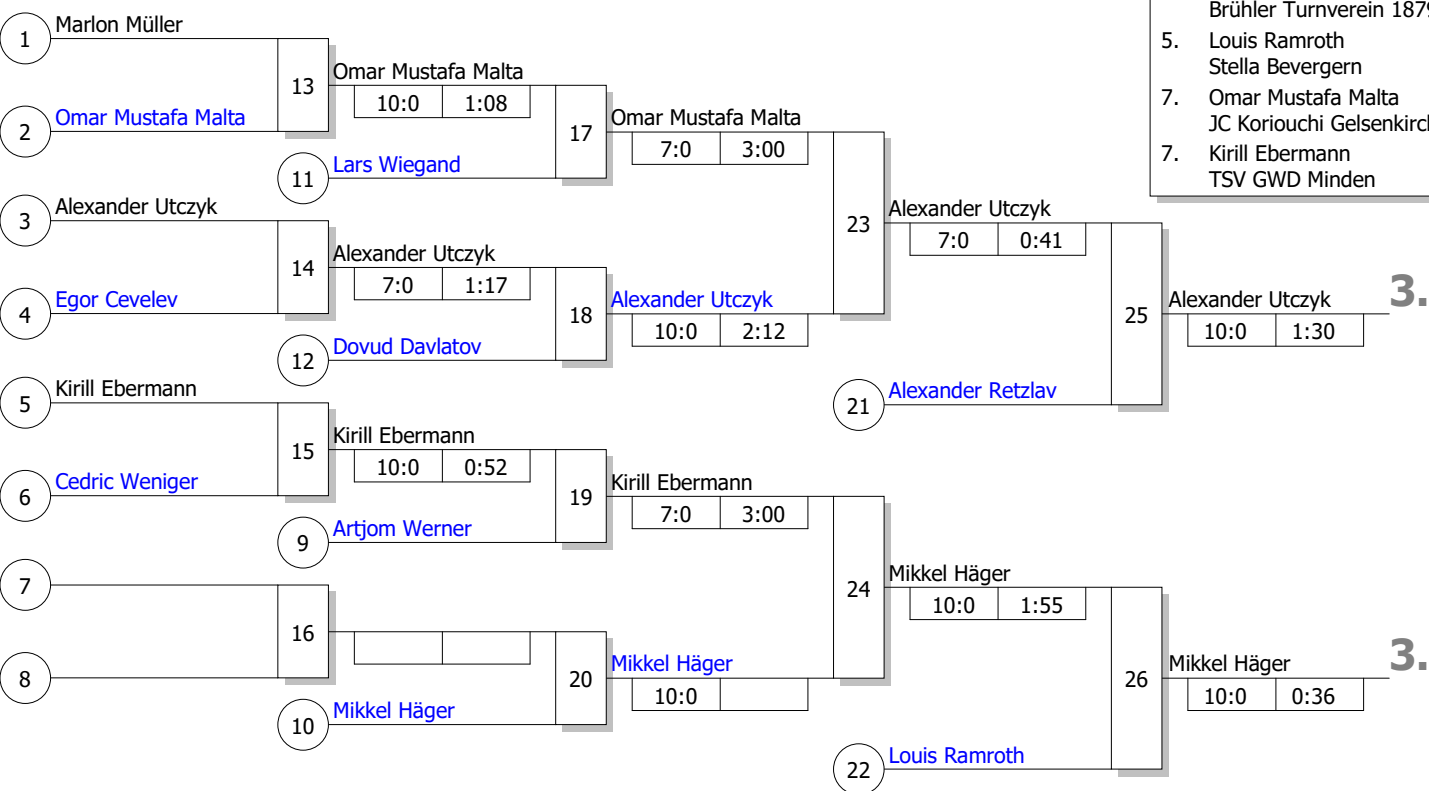 1 Marlon Müller
2 Omar Mustafa Malta
13 Omar Mustafa Malta
10:0 1:08
11 Lars Wiegand
17 Omar Mustafa Malta
7:0 3:00
3 Alexander Utczyk
4 Egor Cevelev
14 Alexander Utczyk
7:0 1:17
12 Dovud Davlatov
18 Alexander Utczyk
10:0 2:12
23 Alexander Utczyk
7:0 0:41
21 Alexander Retzlav
25 Alexander Utczyk 3.
10:0 1:30
5 Kirill Ebermann
6 Cedric Weniger
15 Kirill Ebermann
10:0 0:52
9 Artjom Werner
19 Kirill Ebermann
7:0 3:00
7
8
16
10 Mikkel Häger
20 Mikkel Häger
10:0
24 Mikkel Häger
10:0 1:55
22 Louis Ramroth
26 Mikkel Häger 3.
10:0 0:36
Brühler Turnverein 1879
5. Louis Ramroth
Stella Bevergern
7. Omar Mustafa Malta
JC Koriouchi
7. Kirill Ebermann
TSV GWD Minden